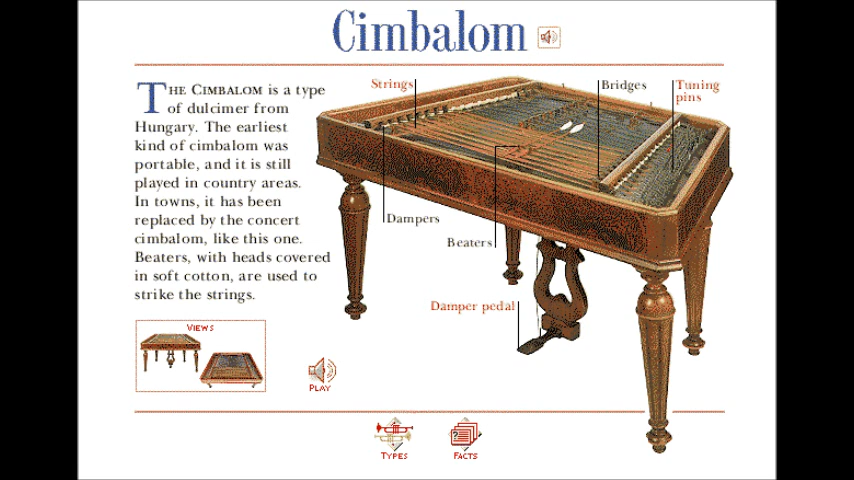 Cimbalom
THE CIMBALOM is a type
of dulcimer from
Hungary. The earliest
kind of cimbalom was
portable, and it is still
played in country areas.
In towns, it has been
replaced by the concert
cimbalom, like this one.
Beaters, with heads covered
in soft cotton, are used to
strike the strings.
Strings
Bridges
Tuning
pins
Dampers
Beaters
Damper pedal
VIEWS
PLAY
TYPES
FACTS